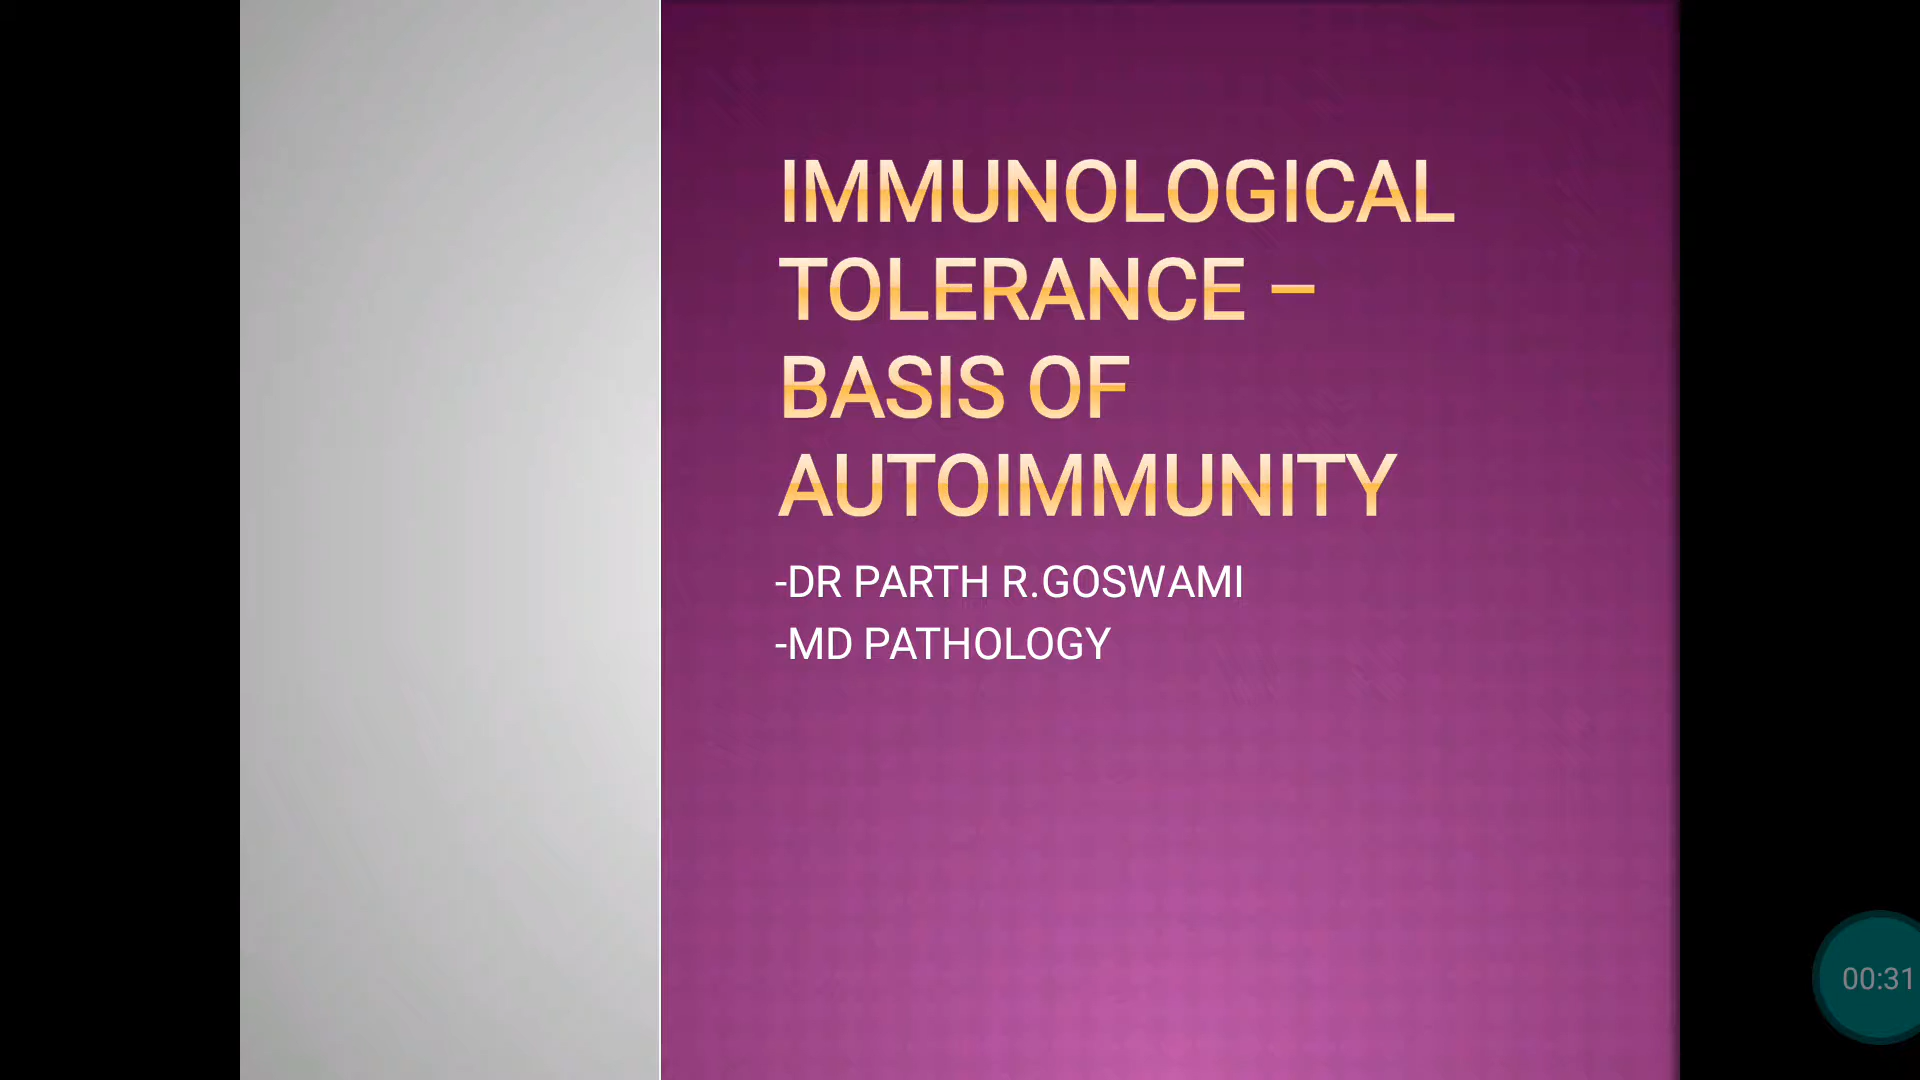 IMMUNOLOGICAL
TOLERANCE –
BASIS OF
AUTOIMMUNITY
-DR PARTH R.GOSWAMI
-MD PATHOLOGY
00:31